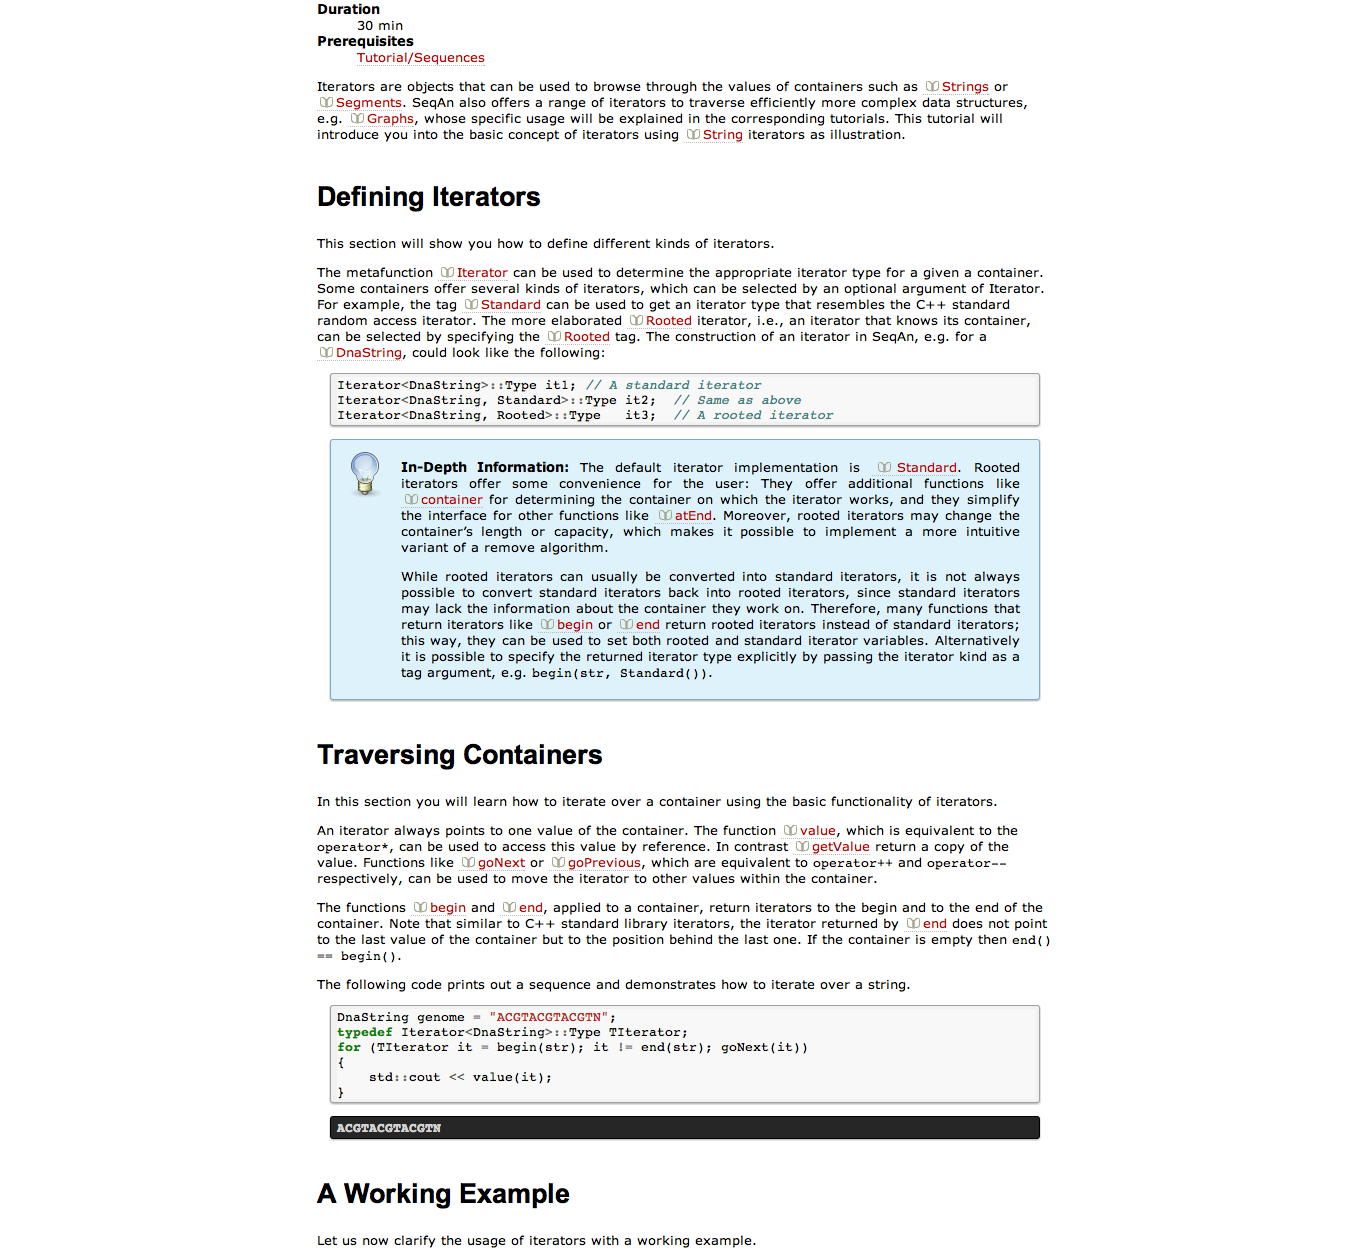 Duration
30 min
Prerequisites
Tutorial/Sequences
Iterators are objects that can be used to browse through the values of containers such as Strings or
Segments. SeqAn also offers a range of iterators to traverse efficiently more complex data structures,
e.g. Graphs, whose specific usage will be explained in the corresponding tutorials. This tutorial will
introduce you into the basic concept of iterators using String iterators as illustration.
Defining Iterators
This section will show you how to define different kinds of iterators.
The metafunction Iterator can be used to determine the appropriate iterator type for a given a container.
Some containers offer several kinds of iterators, which can be selected by an optional argument of Iterator.
For example, the tag Standard can be used to get an iterator type that resembles the C++ standard
random access iterator. The more elaborated Rooted iterator, i.e., an iterator that knows its container,
can be selected by specifying the Rooted tag. The construction of an iterator in SeqAn, e.g. for a
DnaString, could look like the following:
Iterator<DnaString>::Type it1; // A standard iterator
Iterator<DnaString, Standard>::Type it2;  // Same as above
Iterator<DnaString, Rooted>::Type   it3;  // A rooted iterator
In-Depth Information: The default iterator implementation is Standard. Rooted
iterators offer some convenience for the user: They offer additional functions like
container for determining the container on which the iterator works, and they simplify
the interface for other functions like atEnd. Moreover, rooted iterators may change the
container's length or capacity, which makes it possible to implement a more intuitive
variant of a remove algorithm.
While rooted iterators can usually be converted into standard iterators, it is not always
possible to convert standard iterators back into rooted iterators, since standard iterators
may lack the information about the container they work on. Therefore, many functions that
return iterators like begin or end return rooted iterators instead of standard iterators;
this way, they can be used to set both rooted and standard iterator variables. Alternatively
it is possible to specify the returned iterator type explicitly by passing the iterator kind as a
tag argument, e.g. begin(str, Standard()).
Traversing Containers
In this section you will learn how to iterate over a container using the basic functionality of iterators.
An iterator always points to one value of the container. The function value, which is equivalent to the
operator*, can be used to access this value by reference. In contrast getValue return a copy of the
value. Functions like goNext or goPrevious, which are equivalent to operator++ and operator--
respectively, can be used to move the iterator to other values within the container.
The functions begin and end, applied to a container, return iterators to the begin and to the end of the
container. Note that similar to C++ standard library iterators, the iterator returned by end does not point
to the last value of the container but to the position behind the last one. If the container is empty then end()
== begin().
The following code prints out a sequence and demonstrates how to iterate over a string.
DnaString genome = "ACGTACGTACGTN";
typedef Iterator<DnaString>::Type TIterator;
for (TIterator it = begin(str); it != end(str); goNext(it))
{
    std::cout << value(it);
}
ACGTACGTACGTN
A Working Example
Let us now clarify the usage of iterators with a working example.